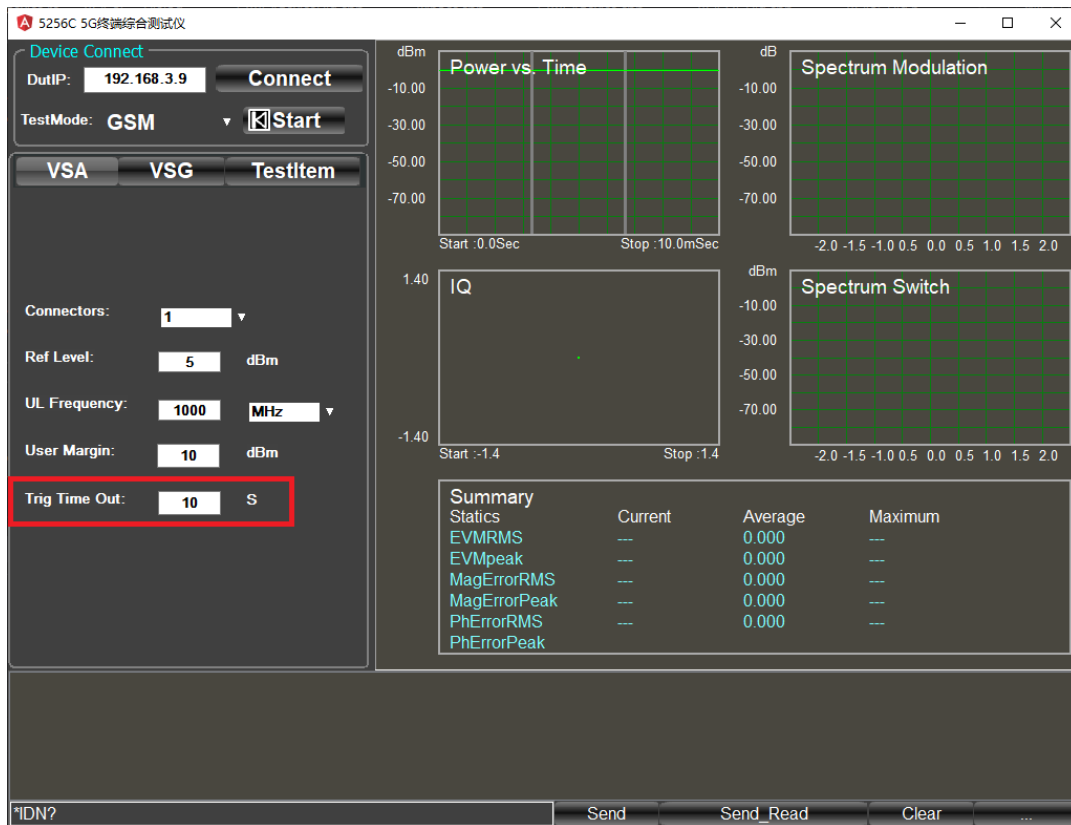 5256C 5G终端综合测试仪
Device Connect
DutIP: 192.168.3.9 Connect
TestMode: GSM Start
VSA VSG TestItem
Connectors: 1
Ref Level: 5 dBm
UL Frequency: 1000 MHz
User Margin: 10 dBm
Trig Time Out: 10 S
dBm
Power vs. Time
-10.00
-30.00
-50.00
-70.00
Start :0.0Sec Stop :10.0mSec
dB
Spectrum Modulation
-10.00
-30.00
-50.00
-70.00
-2.0 -1.5 -1.0 0.5 0.0 0.5 1.0 1.5 2.0
1.40
IQ
-1.40
Start :-1.4 Stop :1.4
dBm
Spectrum Switch
-10.00
-30.00
-50.00
-70.00
-2.0 -1.5 -1.0 0.5 0.0 0.5 1.0 1.5 2.0
Summary
Statics Current Average Maximum
EVMRMS --- 0.000 ---
EVMpeak --- 0.000 ---
MagErrorRMS --- 0.000 ---
MagErrorPeak --- 0.000 ---
PhErrorRMS --- 0.000 ---
PhErrorPeak
*IDN? Send Send_Read Clear ...